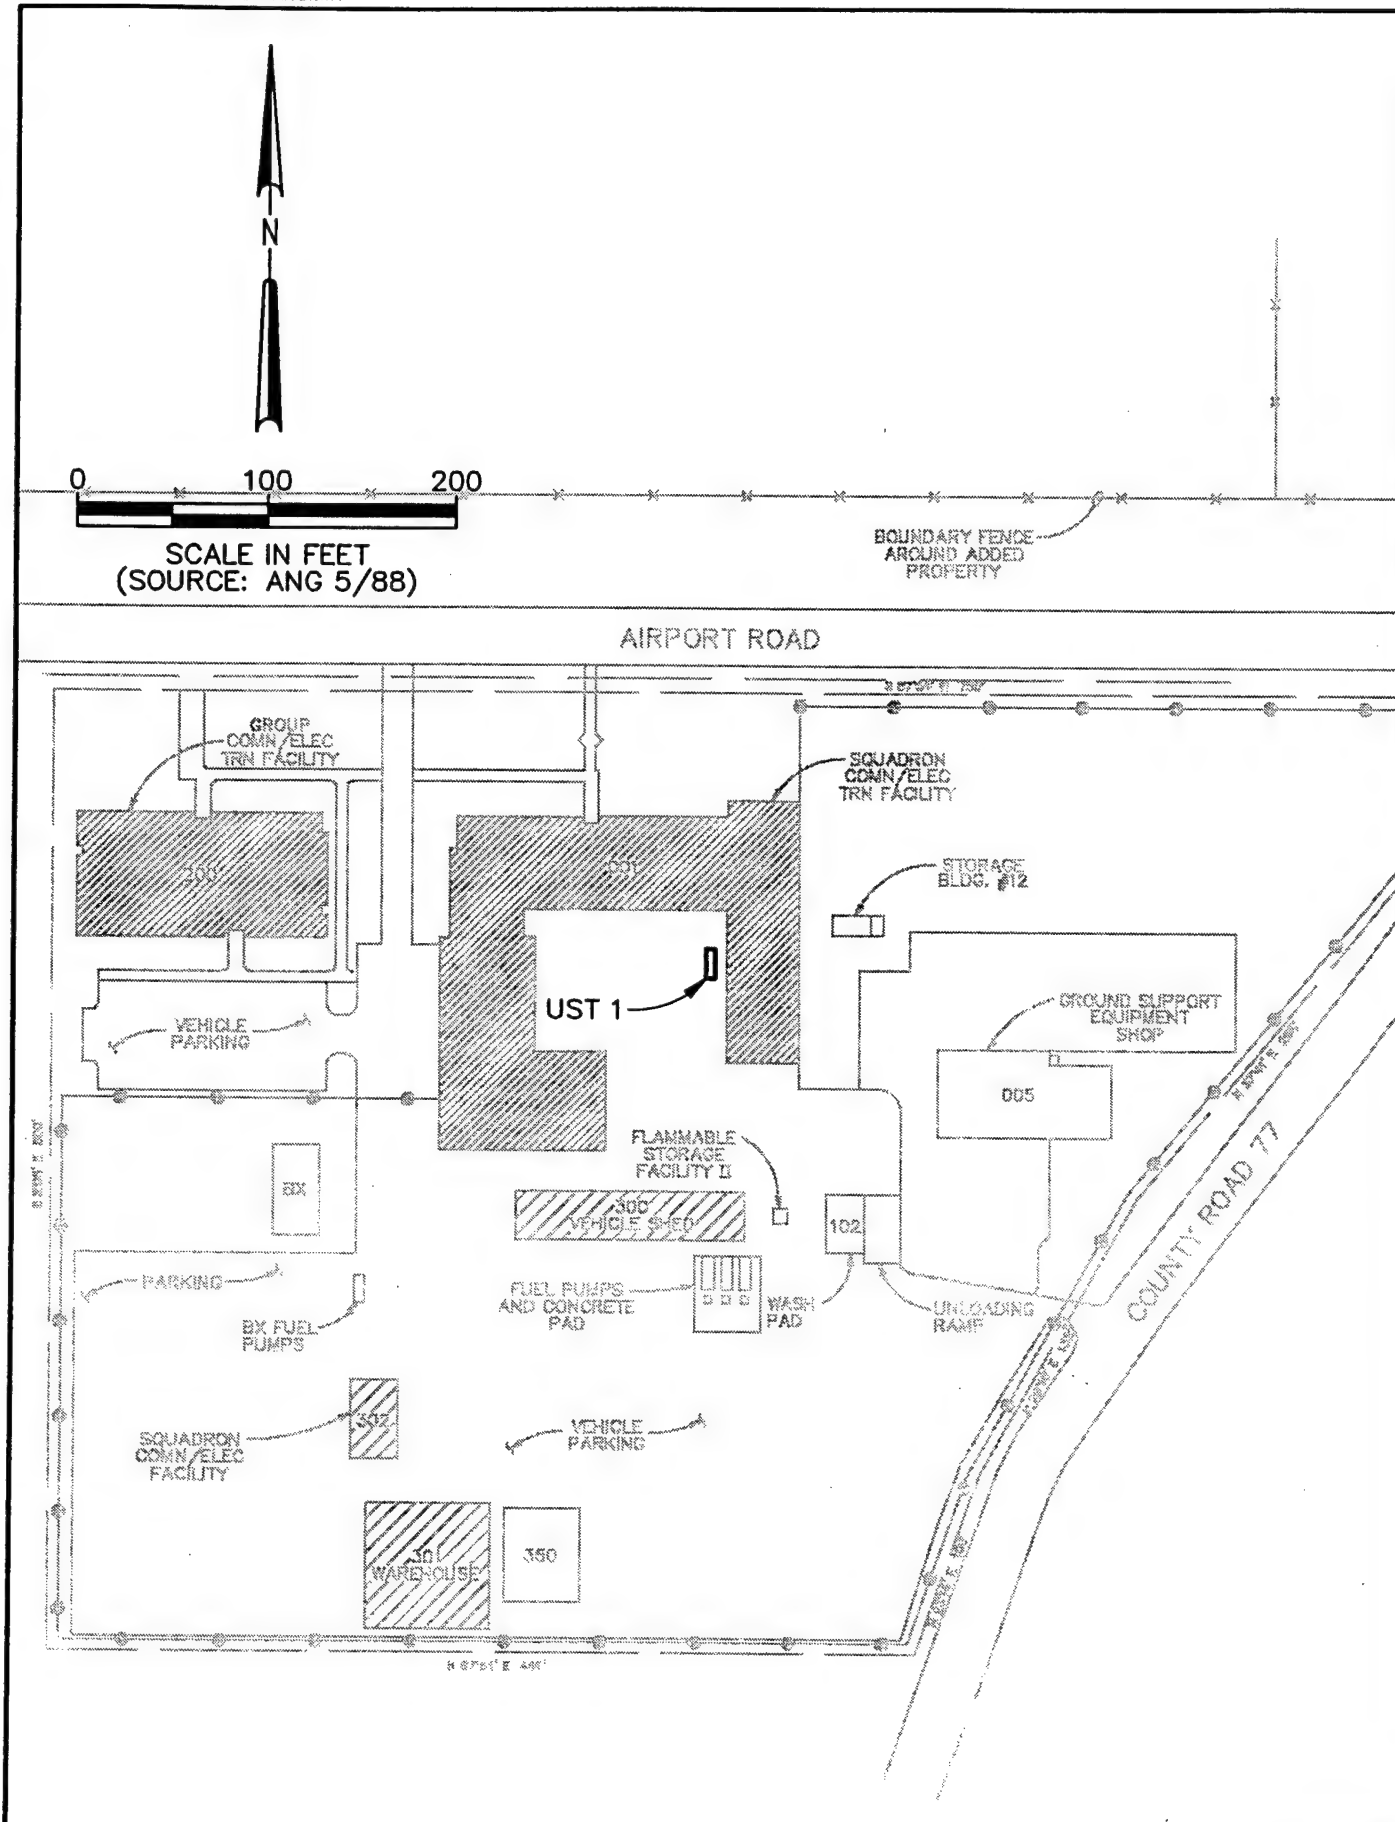 N
0 100 200
SCALE IN FEET
(SOURCE: ANG 5/88)
BOUNDARY FENCE
AROUND ADDED
PROPERTY
AIRPORT ROAD
GROUP
COMN/ELEC
TRN FACILITY
SQUADRON
COMN/ELEC
TRN FACILITY
100
001
STORAGE
BLDG. #12
UST 1
VEHICLE
PARKING
GROUND SUPPORT
EQUIPMENT
SHOP
005
COUNTY ROAD 77
FLAMMABLE
STORAGE
FACILITY II
BX
300
VEHICLE SHED
102
PARKING
BX FUEL
PUMPS
FUEL PUMPS
AND CONCRETE
PAD
WASH
PAD
UNLOADING
RAMP
302
SQUADRON
COMN/ELEC
FACILITY
VEHICLE
PARKING
301
WAREHOUSE
350